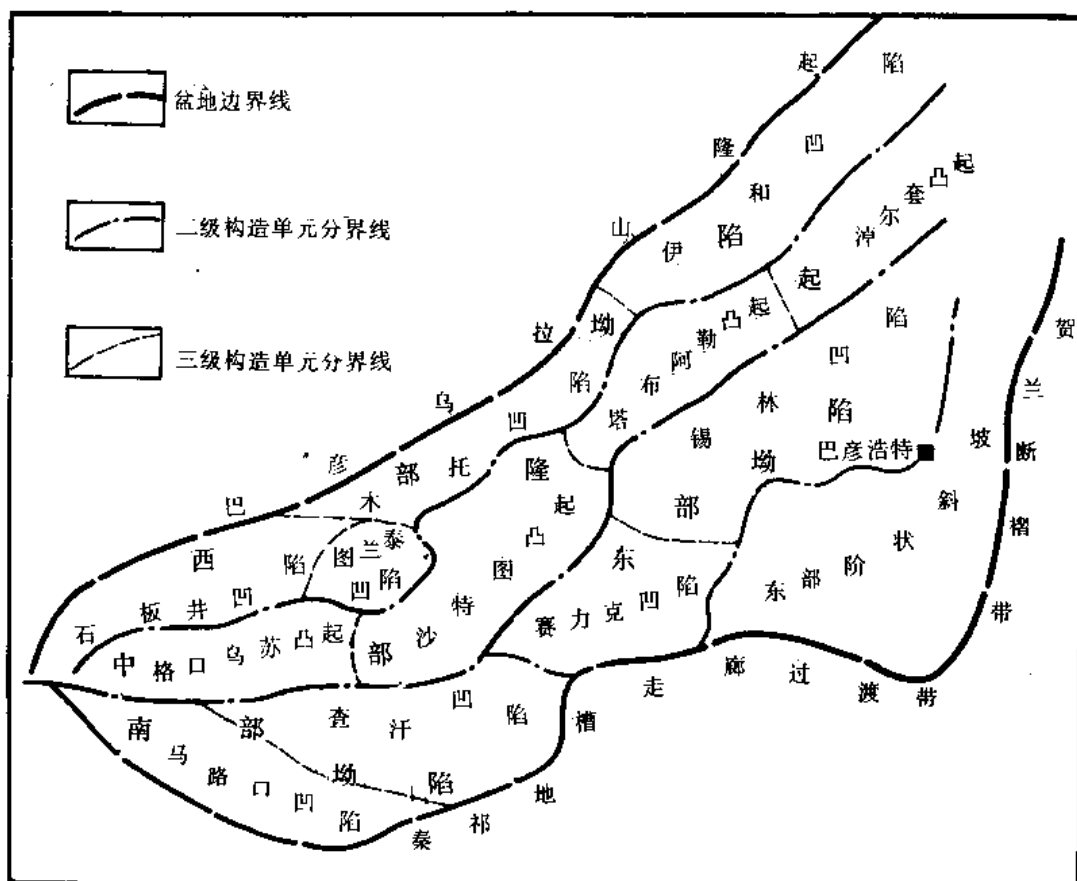 盆地边界线
二级构造单元分界线
三级构造单元分界线
巴彦乌拉山隆起
西部坳陷
石板井凹陷
图兰泰凹陷
木托凹陷
伊和凹陷
中部隆起
格口乌苏凸起
沙特图凸起
塔布阿勒凸起
淖尔套凸起
东部坳陷
锡林凹陷
赛力克凹陷
巴彦浩特
东部阶状斜坡
贺兰断褶带
南部坳陷
查汗凹陷
马路口凹陷
秦祁地槽
走廊过渡带